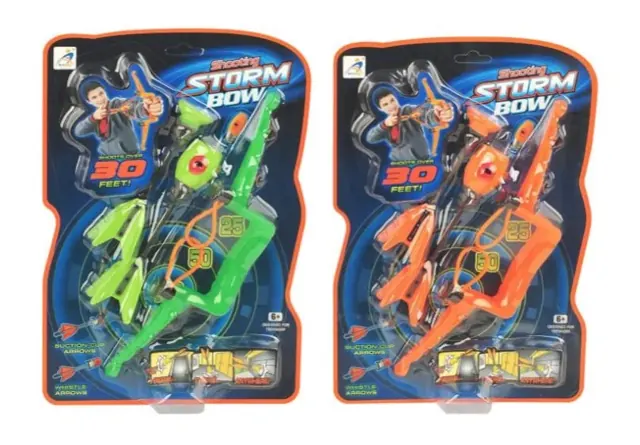 Shooting
STORM
BOW
SHOOTS OVER
30
FEET!
25
50
6+
SUCTION CUP
ARROWS
WHISTLE
ARROWS
Shooting
STORM
BOW
SHOOTS OVER
30
FEET!
25
50
6+
SUCTION CUP
ARROWS
WHISTLE
ARROWS